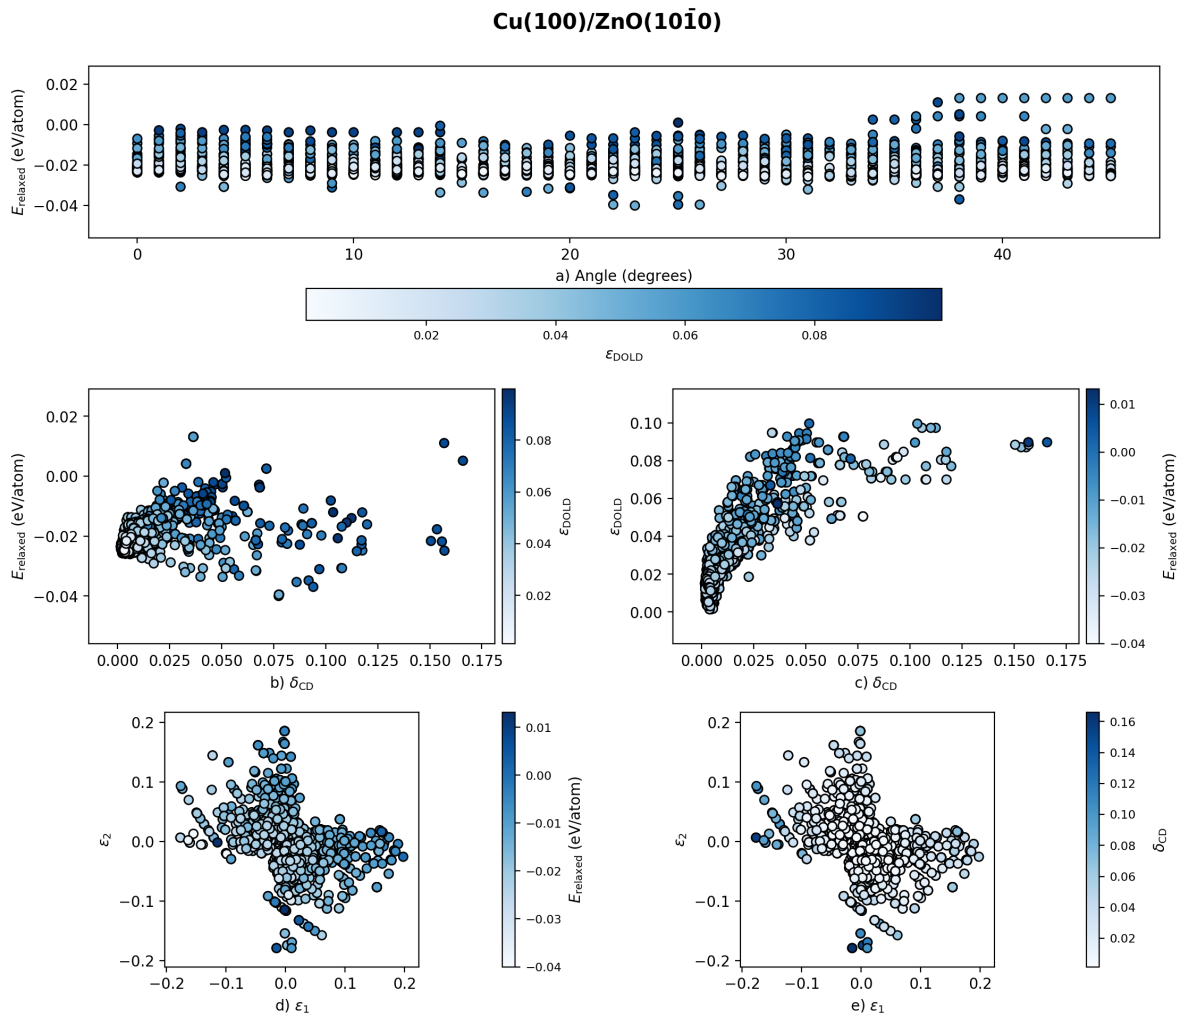 Cu(100)/ZnO(101̄0)
0.02
0.00
−0.02
−0.04
E_relaxed (eV/atom)
0 10 20 30 40
a) Angle (degrees)
0.02 0.04 0.06 0.08
ε_DOLD
0.02
0.00
−0.02
−0.04
E_relaxed (eV/atom)
0.000 0.025 0.050 0.075 0.100 0.125 0.150 0.175
b) δ_CD
0.08
0.06
0.04
0.02
ε_DOLD
0.10
0.08
0.06
0.04
0.02
0.00
ε_DOLD
0.000 0.025 0.050 0.075 0.100 0.125 0.150 0.175
c) δ_CD
0.01
0.00
−0.01
−0.02
−0.03
−0.04
E_relaxed (eV/atom)
0.2
0.1
0.0
−0.1
−0.2
ε_2
−0.2 −0.1 0.0 0.1 0.2
d) ε_1
0.01
0.00
−0.01
−0.02
−0.03
−0.04
E_relaxed (eV/atom)
0.2
0.1
0.0
−0.1
−0.2
ε_2
−0.2 −0.1 0.0 0.1 0.2
e) ε_1
0.16
0.14
0.12
0.10
0.08
0.06
0.04
0.02
δ_CD